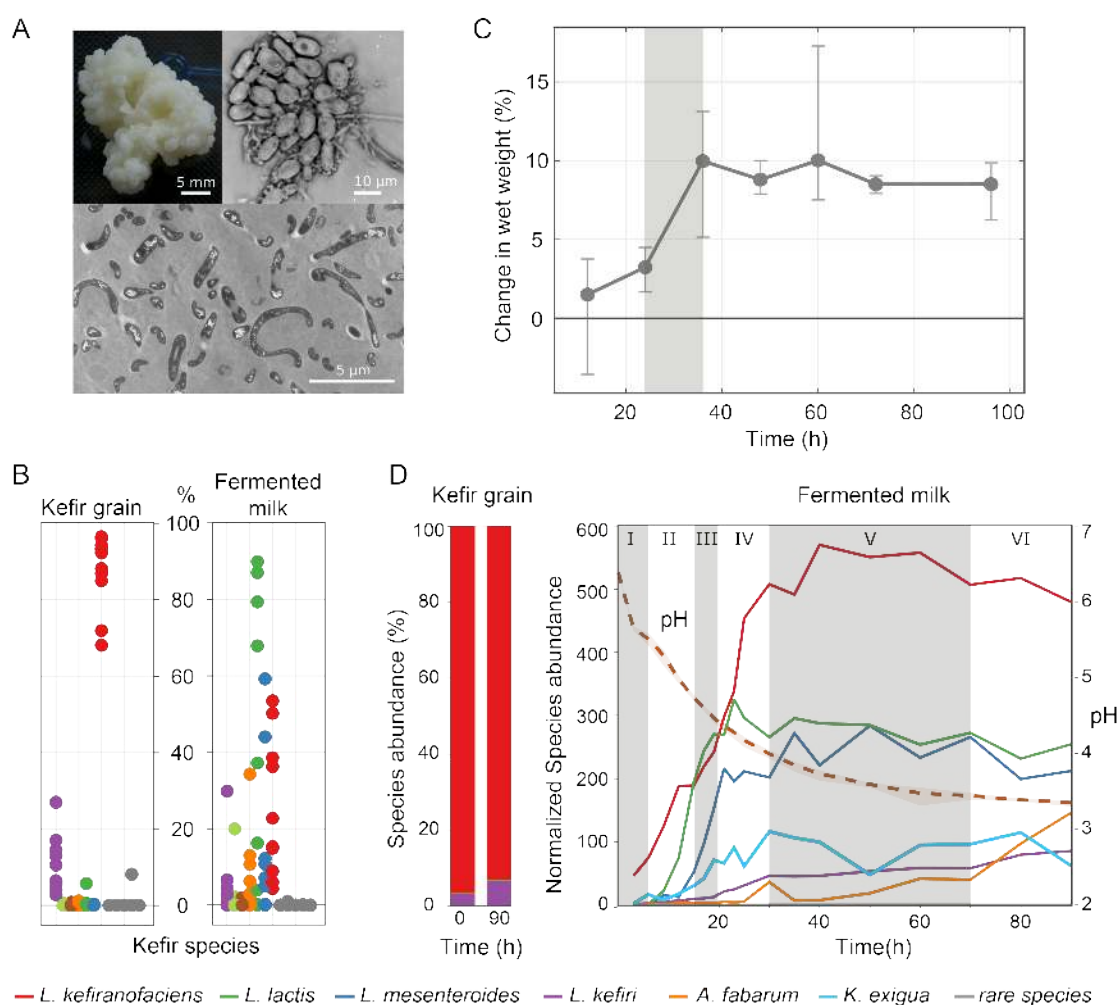 A
5 mm
10 µm
5 µm
C
Change in wet weight (%)
15
10
5
0
20
40
60
80
100
Time (h)
B
Kefir grain
%
Fermented
milk
100
80
60
40
20
0
Kefir species
D
Kefir grain
Species abundance (%)
100
80
60
40
20
0
0
90
Time (h)
Fermented milk
Normalized Species abundance
600
500
400
300
200
100
0
I
II
III
IV
V
VI
pH
7
6
5
4
3
2
pH
20
40
60
80
Time(h)
L. kefiranofaciens
L. lactis
L. mesenteroides
L. kefiri
A. fabarum
K. exigua
rare species